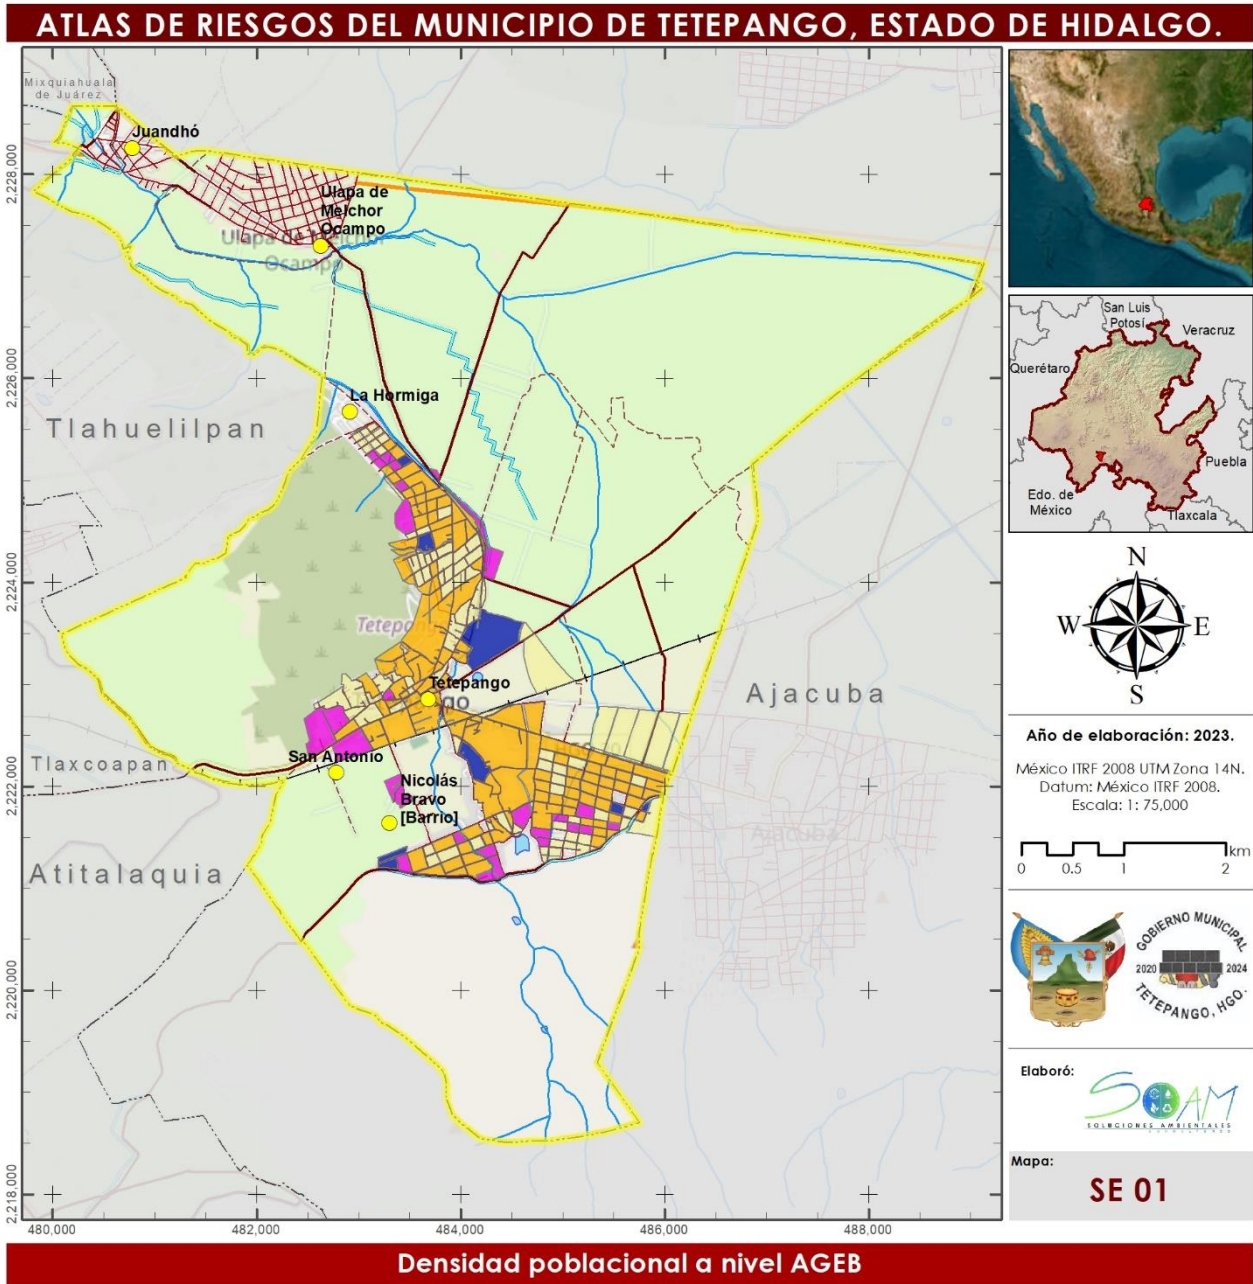 ATLAS DE RIESGOS DEL MUNICIPIO DE TETEPANGO, ESTADO DE HIDALGO.
Mixquiahuala
de Juárez
Juandhó
Ulapa de
Melchor
Ocampo
Ulapa de Melchor
Ocampo
La Hormiga
Tlahuelilpan
Tetepango
Tetepango
San Antonio
Tlaxcoapan
Nicolás
Bravo
[Barrio]
Atitalaquia
Ajacuba
Ajacuba
2,228,000
2,226,000
2,224,000
2,222,000
2,220,000
2,218,000
480,000
482,000
484,000
486,000
488,000
San Luis
Potosí
Veracruz
Querétaro
Puebla
Edo. de
México
Tlaxcala
N
W
E
S
Año de elaboración: 2023.
México ITRF 2008 UTM Zona 14N.
Datum: México ITRF 2008.
Escala: 1: 75,000
km
0 0.5 1 2
GOBIERNO MUNICIPAL
2020 2024
TETEPANGO, HGO.
Elaboró:
SOAM
SOLUCIONES AMBIENTALES
Mapa:
SE 01
Densidad poblacional a nivel AGEB